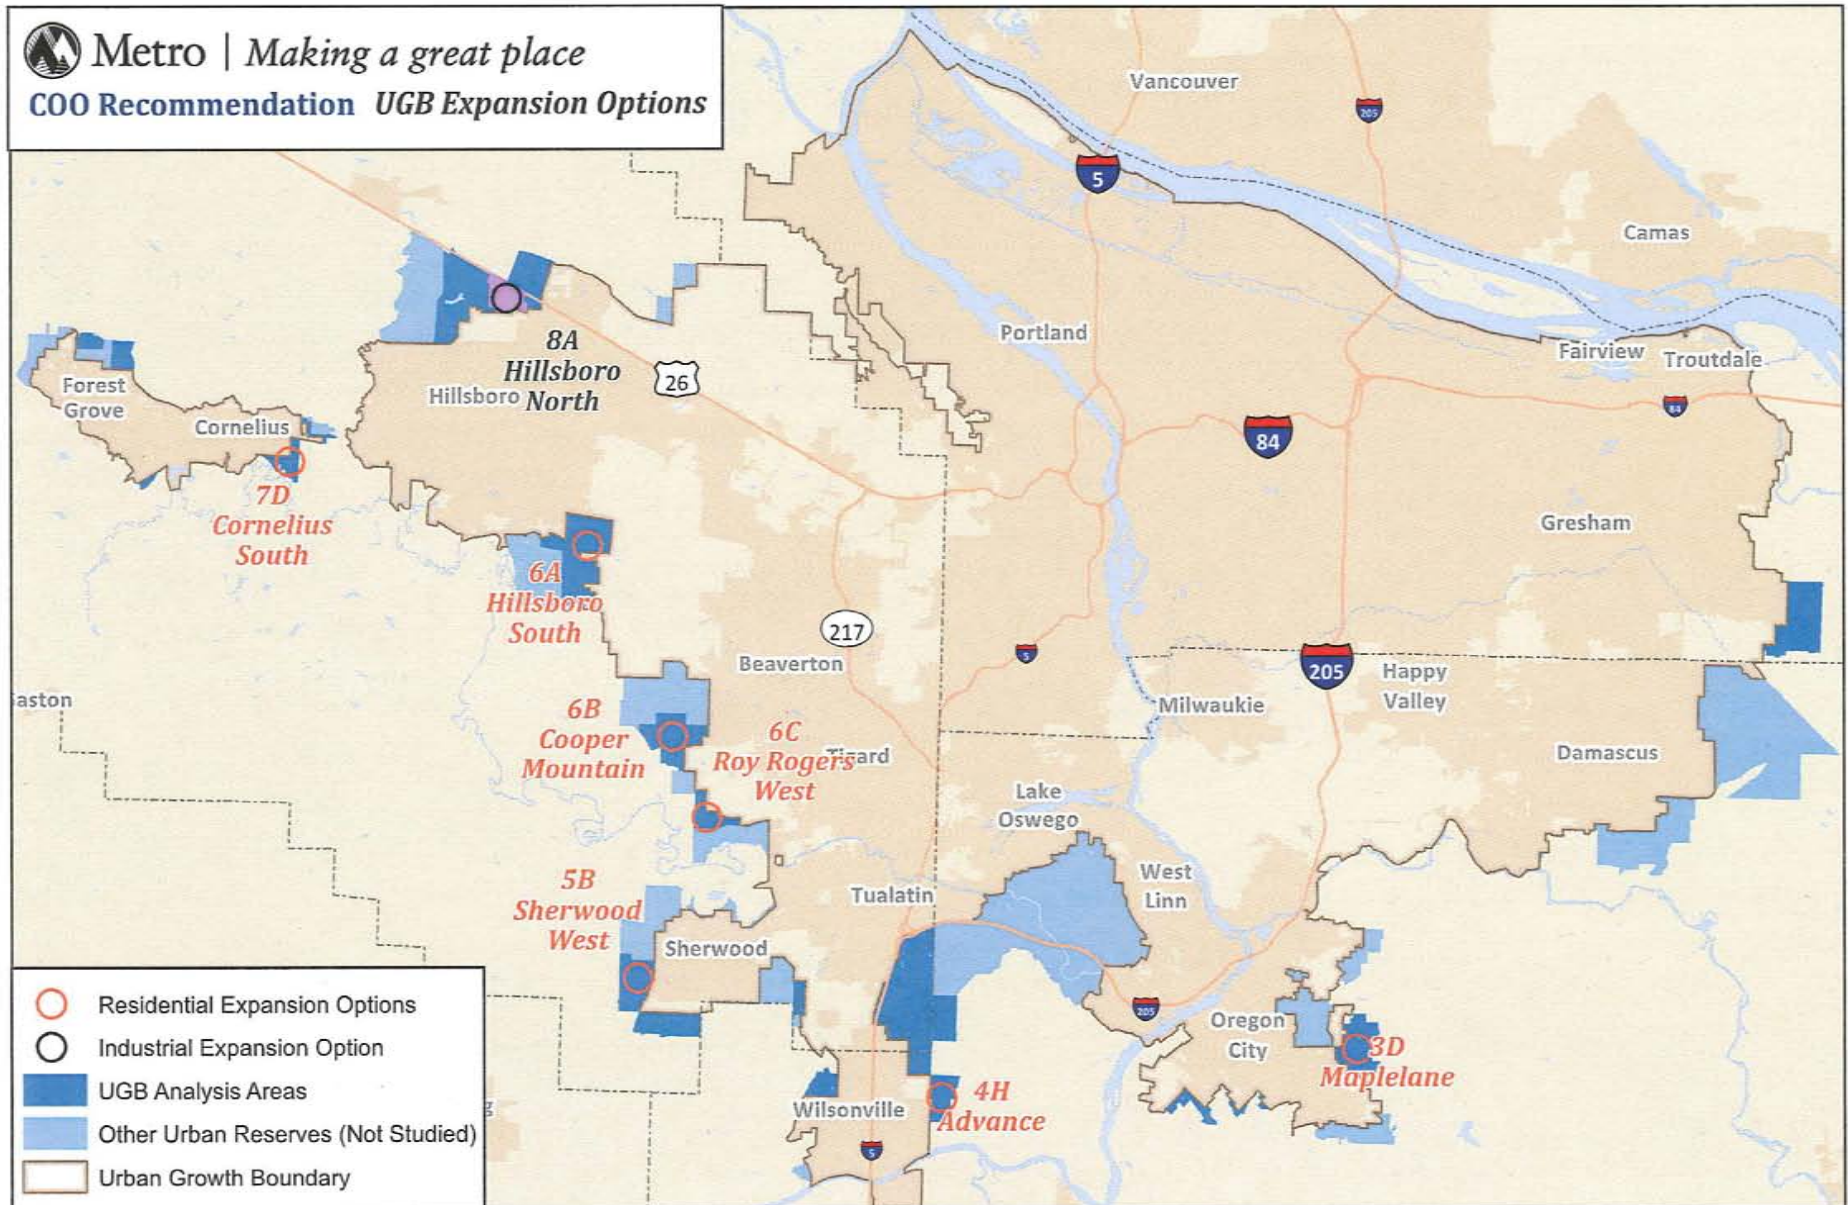 Metro | Making a great place
COO Recommendation UGB Expansion Options
Vancouver
205
5
Camas
Portland
Fairview
Troutdale
8A
Hillsboro
North
Hillsboro
26
Forest
Grove
Cornelius
84
84
7D
Cornelius
South
Gresham
6A
Hillsboro
South
217
Beaverton
5
205
Happy
Valley
Milwaukie
6B
Cooper
Mountain
6C
Roy Rogers
West
Damascus
Lake
Oswego
West
Linn
5B
Sherwood
West
Tualatin
Sherwood
205
Oregon
City
3D
Maplelane
4H
Advance
Wilsonville
5
Residential Expansion Options
Industrial Expansion Option
UGB Analysis Areas
Other Urban Reserves (Not Studied)
Urban Growth Boundary